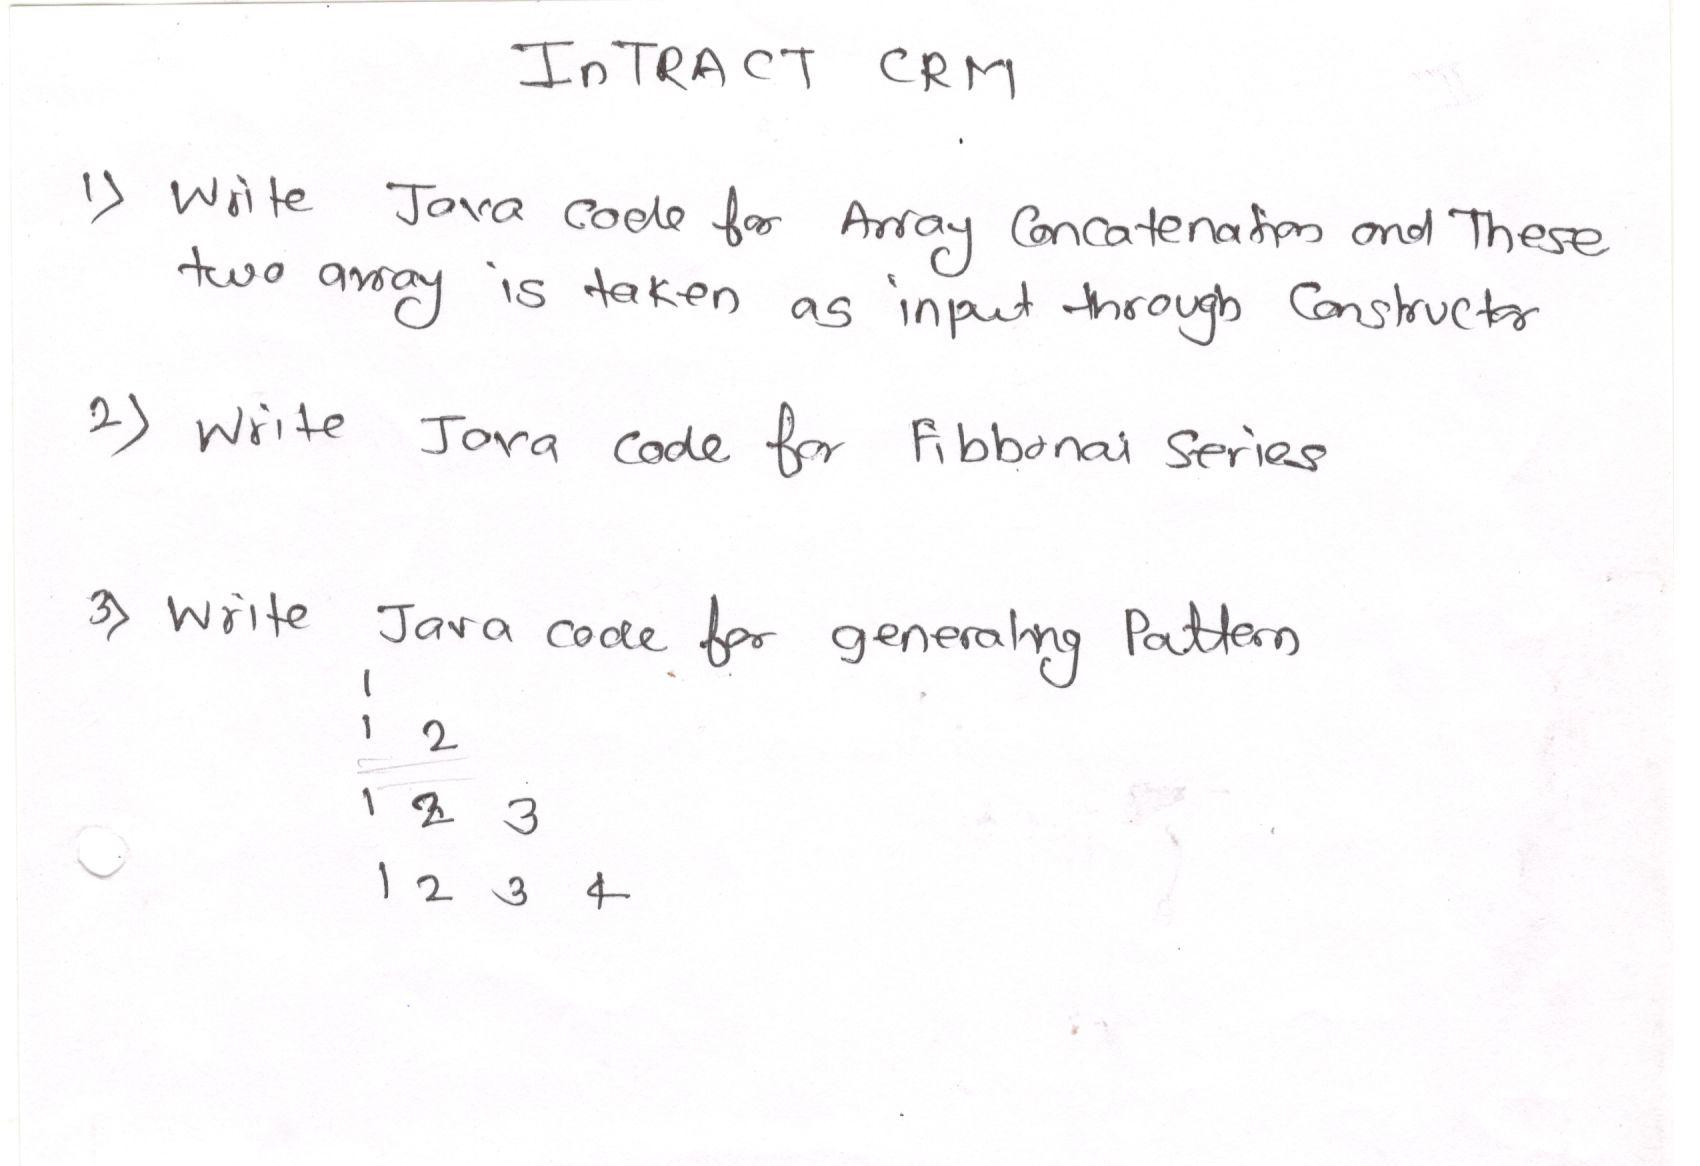 InTRACT CRM
1) Write Java code for Array Concatenation and These
two array is taken as input through Constructor
2) Write Java code for Fibbonai Series
3) Write Java code for generating Pattern
1
1 2
1 2 3
1 2 3 4